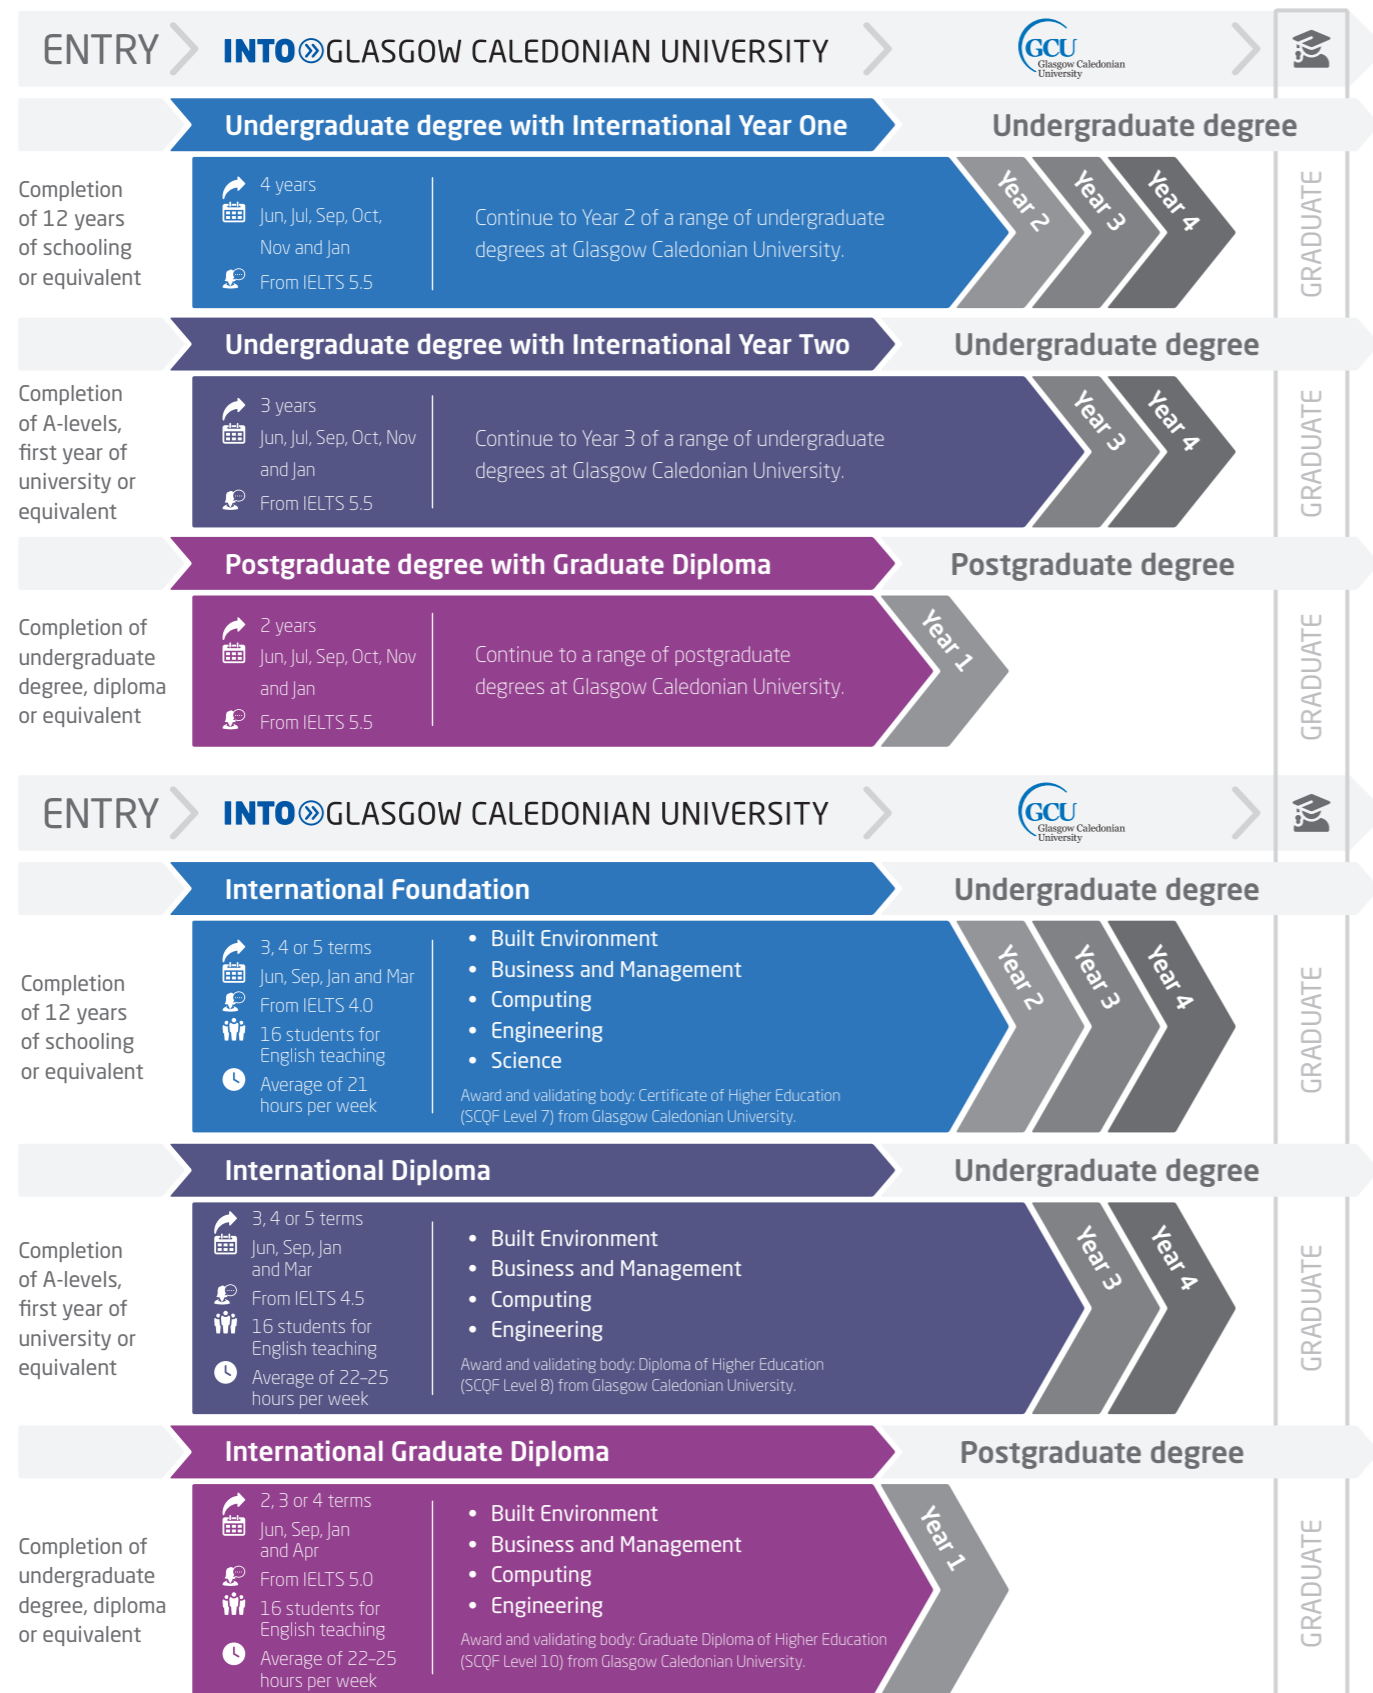 ENTRY
INTO GLASGOW CALEDONIAN UNIVERSITY
GCU
Glasgow Caledonian
University
Undergraduate degree with International Year One
Undergraduate degree
Completion
of 12 years
of schooling
or equivalent
4 years
Jun, Jul, Sep, Oct,
Nov and Jan
From IELTS 5.5
Continue to Year 2 of a range of undergraduate
degrees at Glasgow Caledonian University.
Year 2
Year 3
Year 4
GRADUATE
Undergraduate degree with International Year Two
Undergraduate degree
Completion
of A-levels,
first year of
university or
equivalent
3 years
Jun, Jul, Sep, Oct, Nov
and Jan
From IELTS 5.5
Continue to Year 3 of a range of undergraduate
degrees at Glasgow Caledonian University.
Year 3
Year 4
GRADUATE
Postgraduate degree with Graduate Diploma
Postgraduate degree
Completion of
undergraduate
degree, diploma
or equivalent
2 years
Jun, Jul, Sep, Oct, Nov
and Jan
From IELTS 5.5
Continue to a range of postgraduate
degrees at Glasgow Caledonian University.
Year 1
GRADUATE
ENTRY
INTO GLASGOW CALEDONIAN UNIVERSITY
GCU
Glasgow Caledonian
University
International Foundation
Undergraduate degree
Completion
of 12 years
of schooling
or equivalent
3, 4 or 5 terms
Jun, Sep, Jan and Mar
From IELTS 4.0
16 students for
English teaching
Average of 21
hours per week
• Built Environment
• Business and Management
• Computing
• Engineering
• Science
Award and validating body: Certificate of Higher Education
(SCQF Level 7) from Glasgow Caledonian University.
Year 2
Year 3
Year 4
GRADUATE
International Diploma
Undergraduate degree
Completion
of A-levels,
first year of
university or
equivalent
3, 4 or 5 terms
Jun, Sep, Jan
and Mar
From IELTS 4.5
16 students for
English teaching
Average of 22–25
hours per week
• Built Environment
• Business and Management
• Computing
• Engineering
Award and validating body: Diploma of Higher Education
(SCQF Level 8) from Glasgow Caledonian University.
Year 3
Year 4
GRADUATE
International Graduate Diploma
Postgraduate degree
Completion of
undergraduate
degree, diploma
or equivalent
2, 3 or 4 terms
Jun, Sep, Jan
and Apr
From IELTS 5.0
16 students for
English teaching
Average of 22–25
hours per week
• Built Environment
• Business and Management
• Computing
• Engineering
Award and validating body: Graduate Diploma of Higher Education
(SCQF Level 10) from Glasgow Caledonian University.
Year 1
GRADUATE